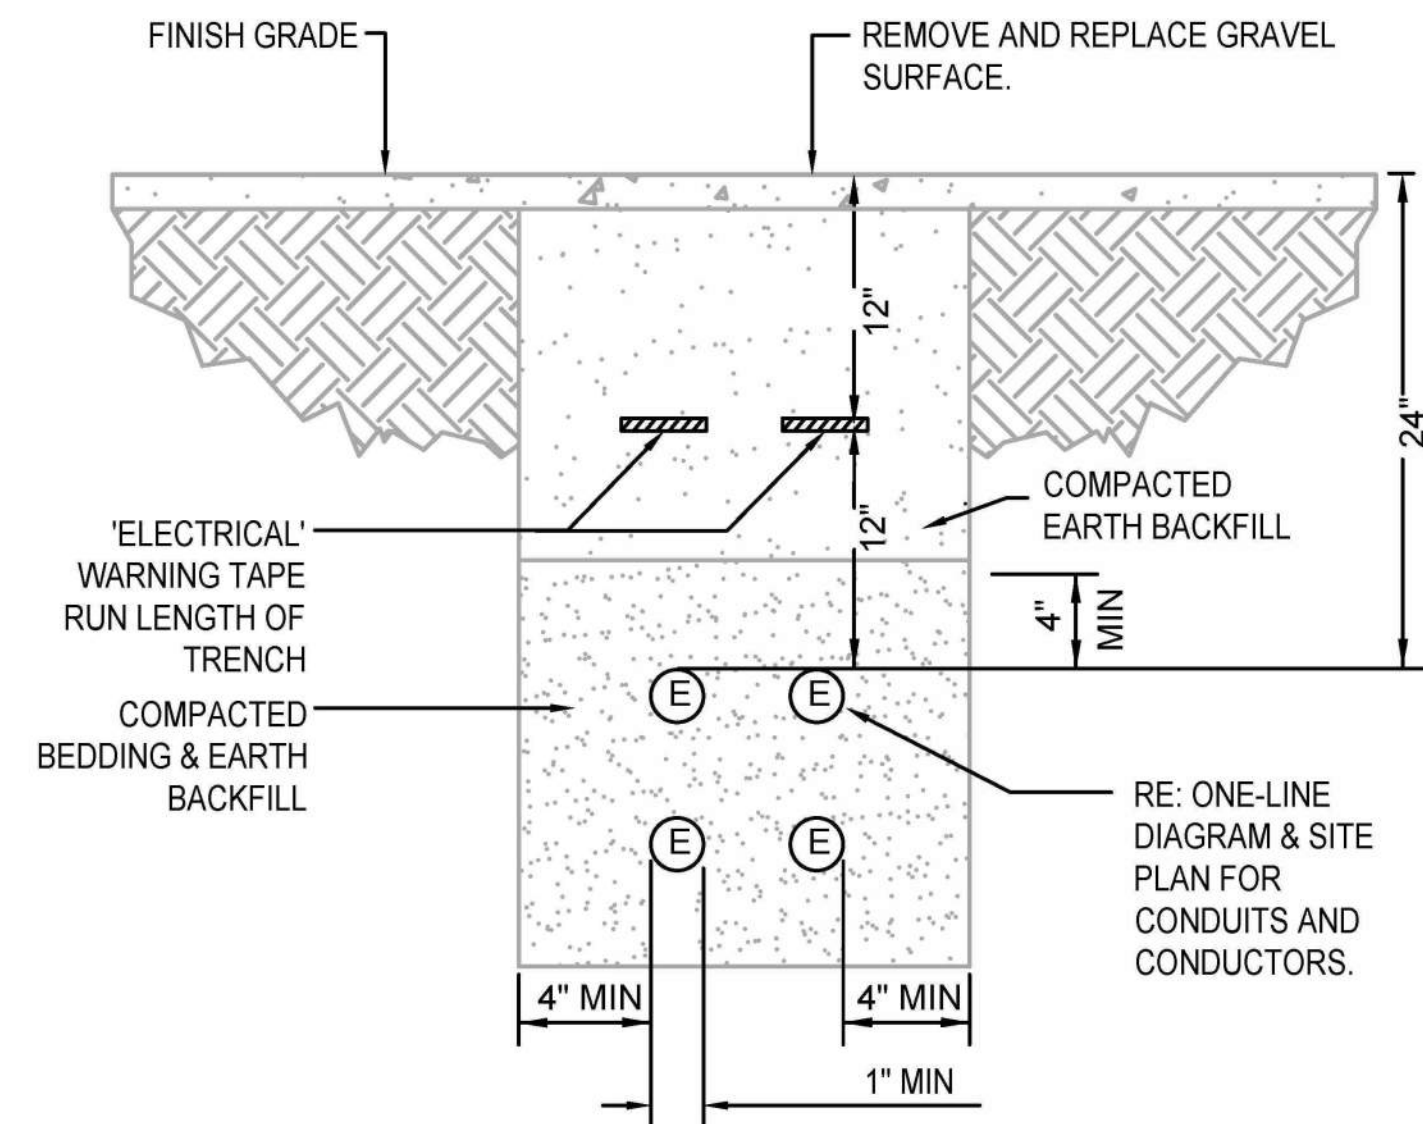 FINISH GRADE
REMOVE AND REPLACE GRAVEL
SURFACE.
12"
24"
'ELECTRICAL'
WARNING TAPE
RUN LENGTH OF
TRENCH
12"
COMPACTED
EARTH BACKFILL
4"
MIN
COMPACTED
BEDDING & EARTH
BACKFILL
E
E
RE: ONE-LINE
DIAGRAM & SITE
PLAN FOR
CONDUITS AND
CONDUCTORS.
E
E
4" MIN
4" MIN
1" MIN